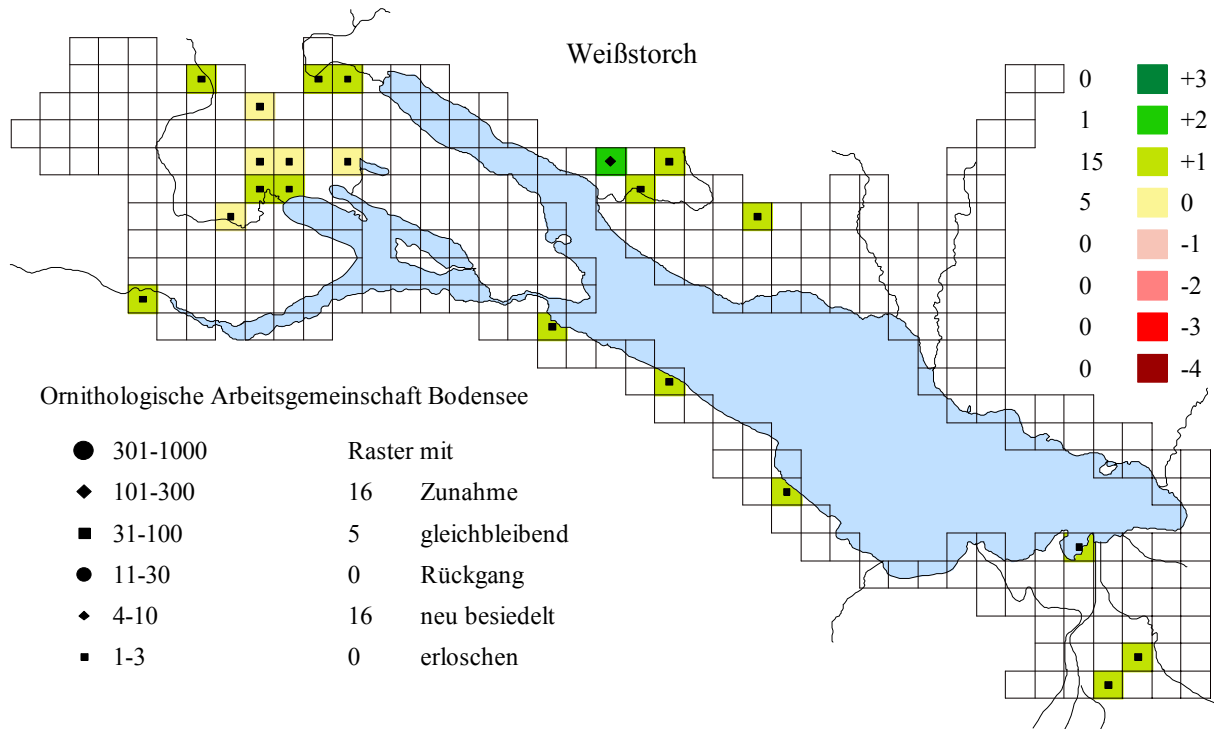 Weißstorch
0 +3
1 +2
15 +1
5 0
0 -1
0 -2
0 -3
0 -4
Ornithologische Arbeitsgemeinschaft Bodensee
301-1000 Raster mit
101-300 16 Zunahme
31-100 5 gleichbleibend
11-30 0 Rückgang
4-10 16 neu besiedelt
1-3 0 erloschen